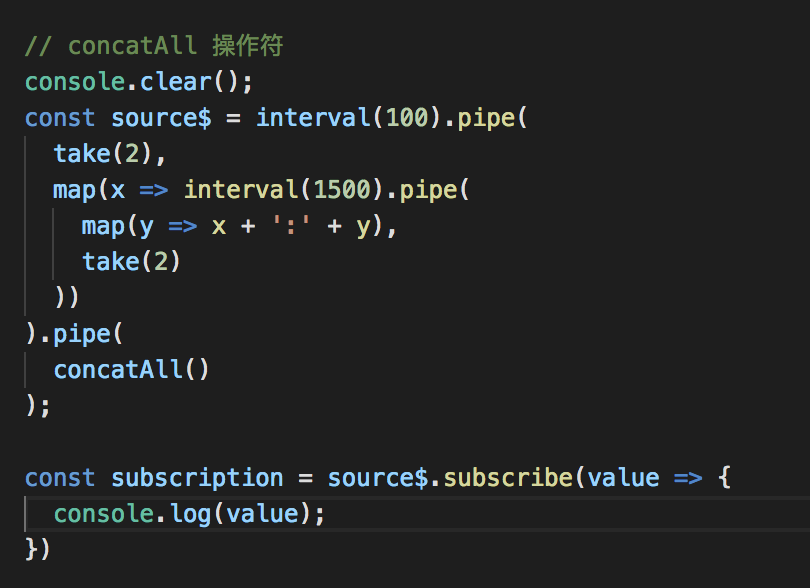 // concatAll 操作符
console.clear();
const source$ = interval(100).pipe(
  take(2),
  map(x => interval(1500).pipe(
    map(y => x + ':' + y),
    take(2)
  ))
).pipe(
  concatAll()
);

const subscription = source$.subscribe(value => {
  console.log(value);
})